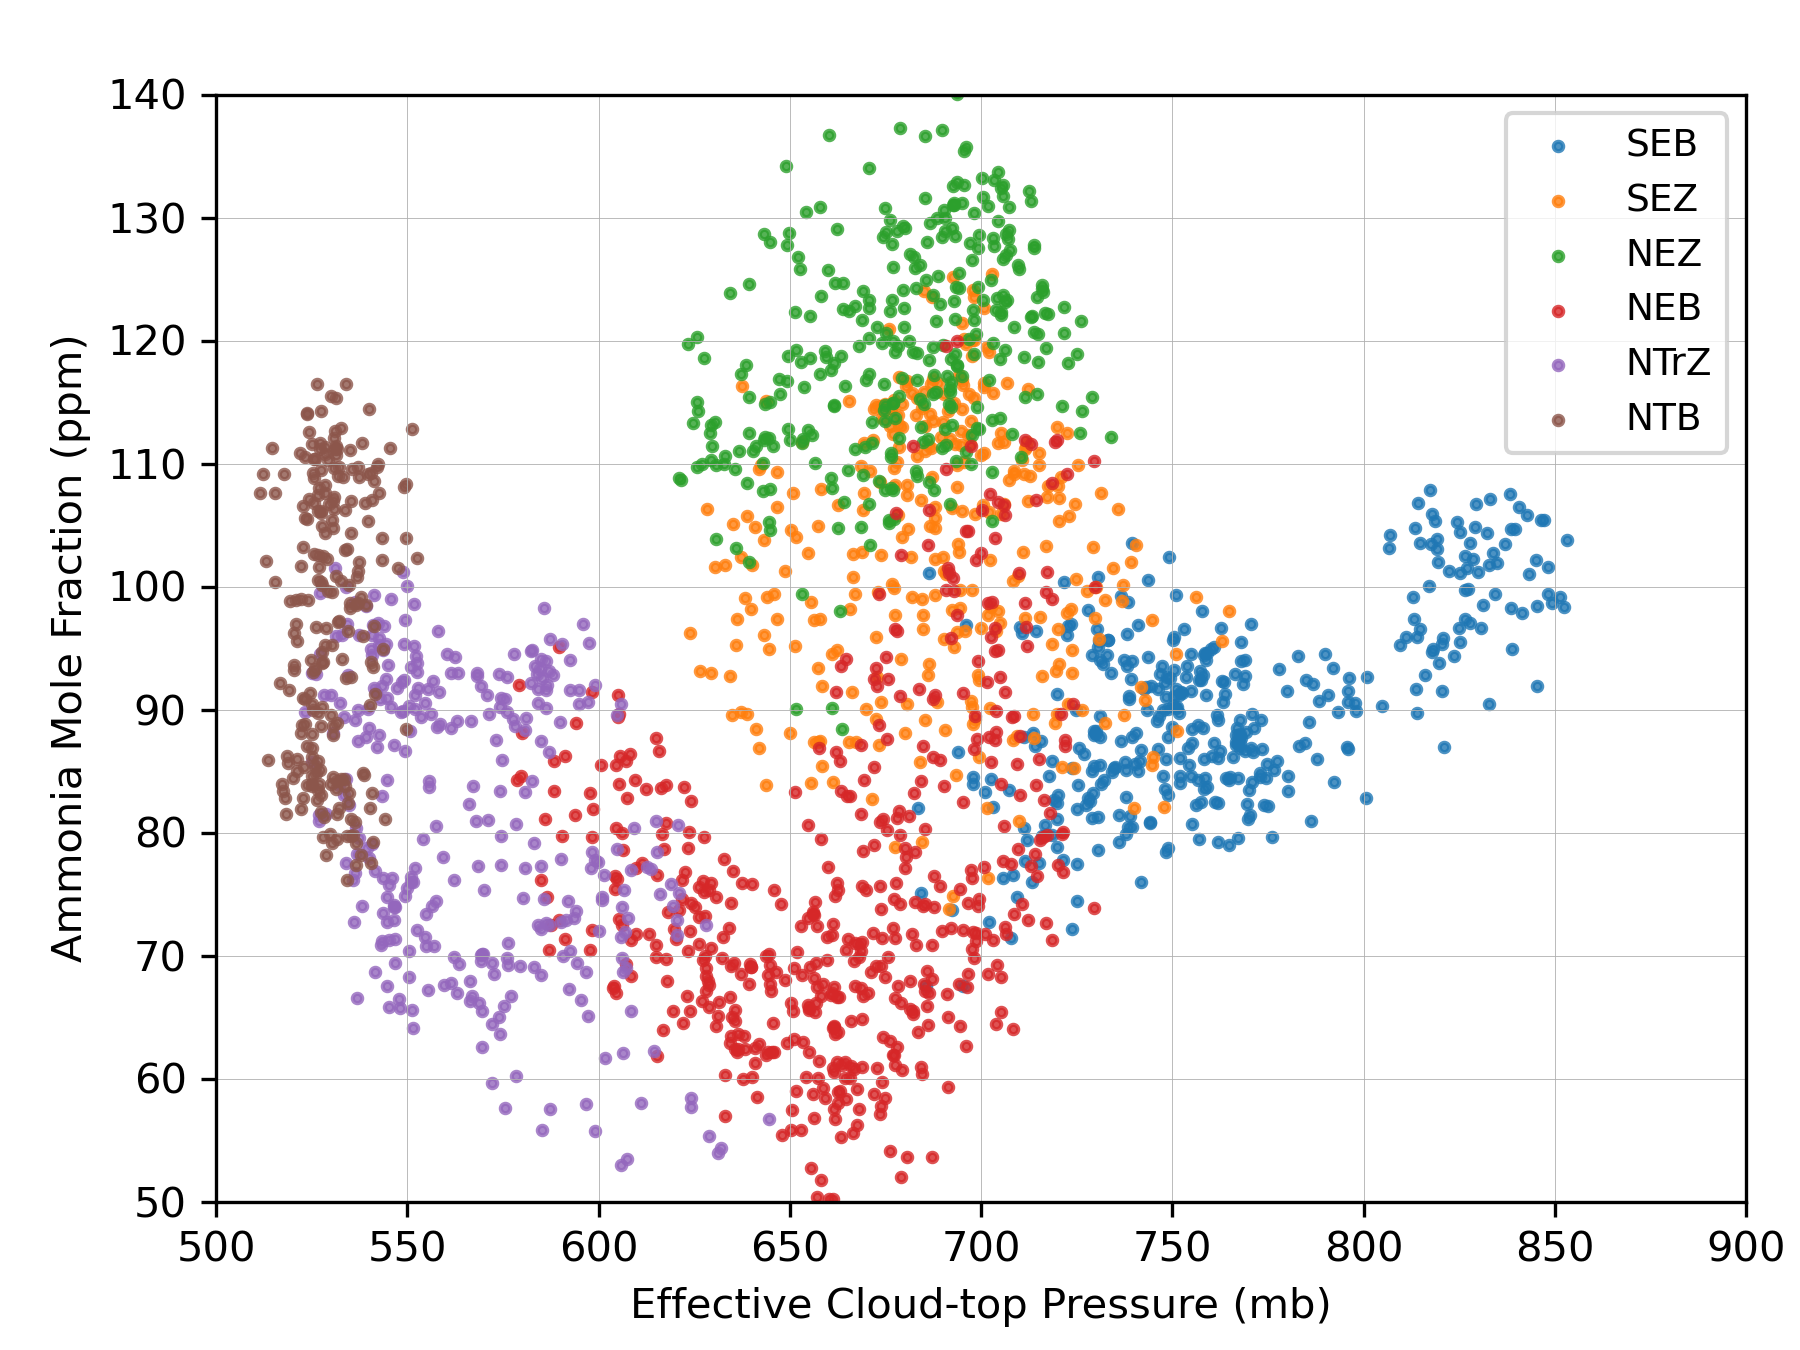 140
130
120
110
100
90
80
70
60
50
Ammonia Mole Fraction (ppm)
SEB
SEZ
NEZ
NEB
NTrZ
NTB
500 550 600 650 700 750 800 850 900
Effective Cloud-top Pressure (mb)